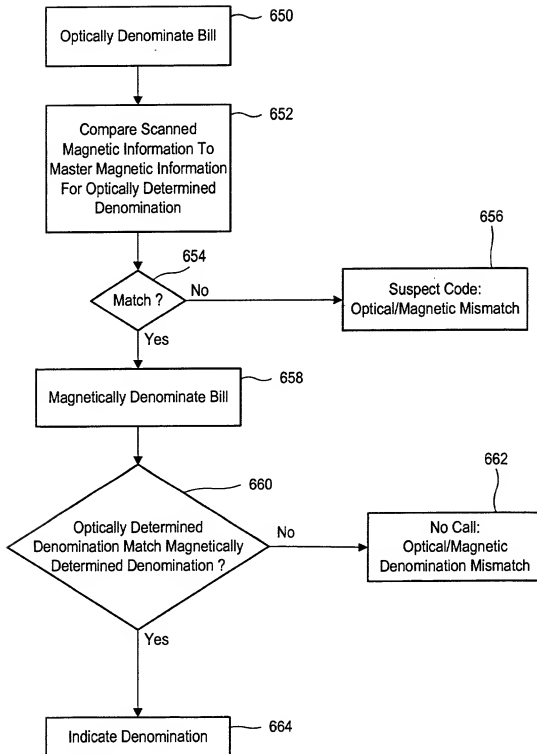 650
Optically Denominate Bill
652
Compare Scanned
Magnetic Information To
Master Magnetic Information
For Optically Determined
Denomination
654
Match ?
No
656
Suspect Code:
Optical/Magnetic Mismatch
Yes
658
Magnetically Denominate Bill
660
Optically Determined
Denomination Match Magnetically
Determined Denomination ?
No
662
No Call:
Optical/Magnetic
Denomination Mismatch
Yes
664
Indicate Denomination